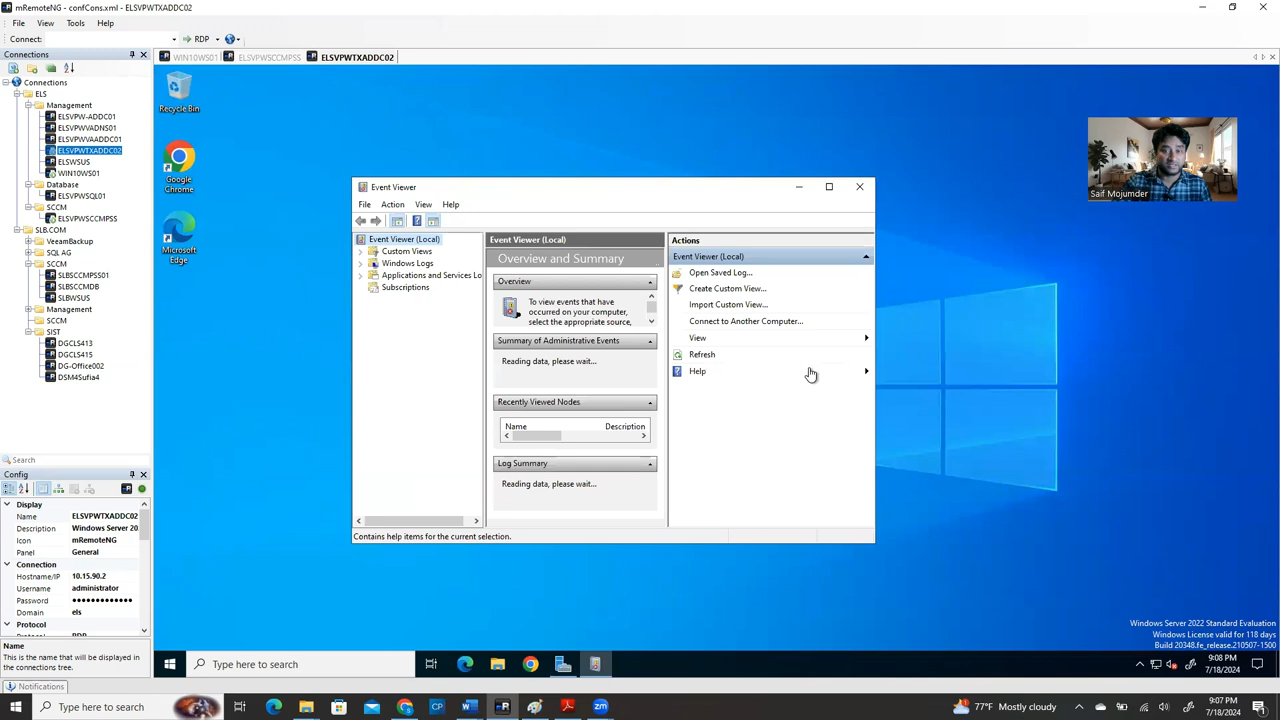 mRemoteNG - confCons.xml - ELSVPWTXADDC02
File View Tools Help
Connect: RDP
Connections
WIN10WS01 ELSVPWSCCMPSS ELSVPWTXADDC02
Connections
ELS
Management
ELSVPW-ADDC01
ELSVPWVADNS01
ELSVPWVAADDC01
ELSVPWTXADDC02
ELSWSUS
WIN10WS01
Database
ELSVPWSQL01
SCCM
ELSVPWSCCMPSS
SLB.COM
VeeamBackup
SQL AG
SCCM
SLBSCCMPSS01
SLBSCCMDB
SLBWSUS
Management
SCCM
SIST
DGCLS413
DGCLS415
DG-Office002
DSM4Sufia4
Search
Config
Display
Name ELSVPWTXADDC02
Description Windows Server 20
Icon mRemoteNG
Panel General
Connection
Hostname/IP 10.15.90.2
Username administrator
Password ●●●●●●●●●●●●●
Domain els
Protocol
Protocol RDP
Name
This is the name that will be displayed in the connections tree.
Notifications
Recycle Bin
Google Chrome
Microsoft Edge
Event Viewer
File Action View Help
Event Viewer (Local)
Custom Views
Windows Logs
Applications and Services Lo
Subscriptions
Event Viewer (Local)
Overview and Summary
Overview
To view events that have
occurred on your computer,
select the appropriate source,
Summary of Administrative Events
Reading data, please wait...
Recently Viewed Nodes
Name Description
Log Summary
Reading data, please wait...
Actions
Event Viewer (Local)
Open Saved Log...
Create Custom View...
Import Custom View...
Connect to Another Computer...
View
Refresh
Help
Contains help items for the current selection.
Saif Mojumder
Windows Server 2022 Standard Evaluation
Windows License valid for 118 days
Build 20348.fe_release.210507-1500
Type here to search
9:08 PM
7/18/2024
Type here to search
77°F Mostly cloudy
9:07 PM
7/18/2024